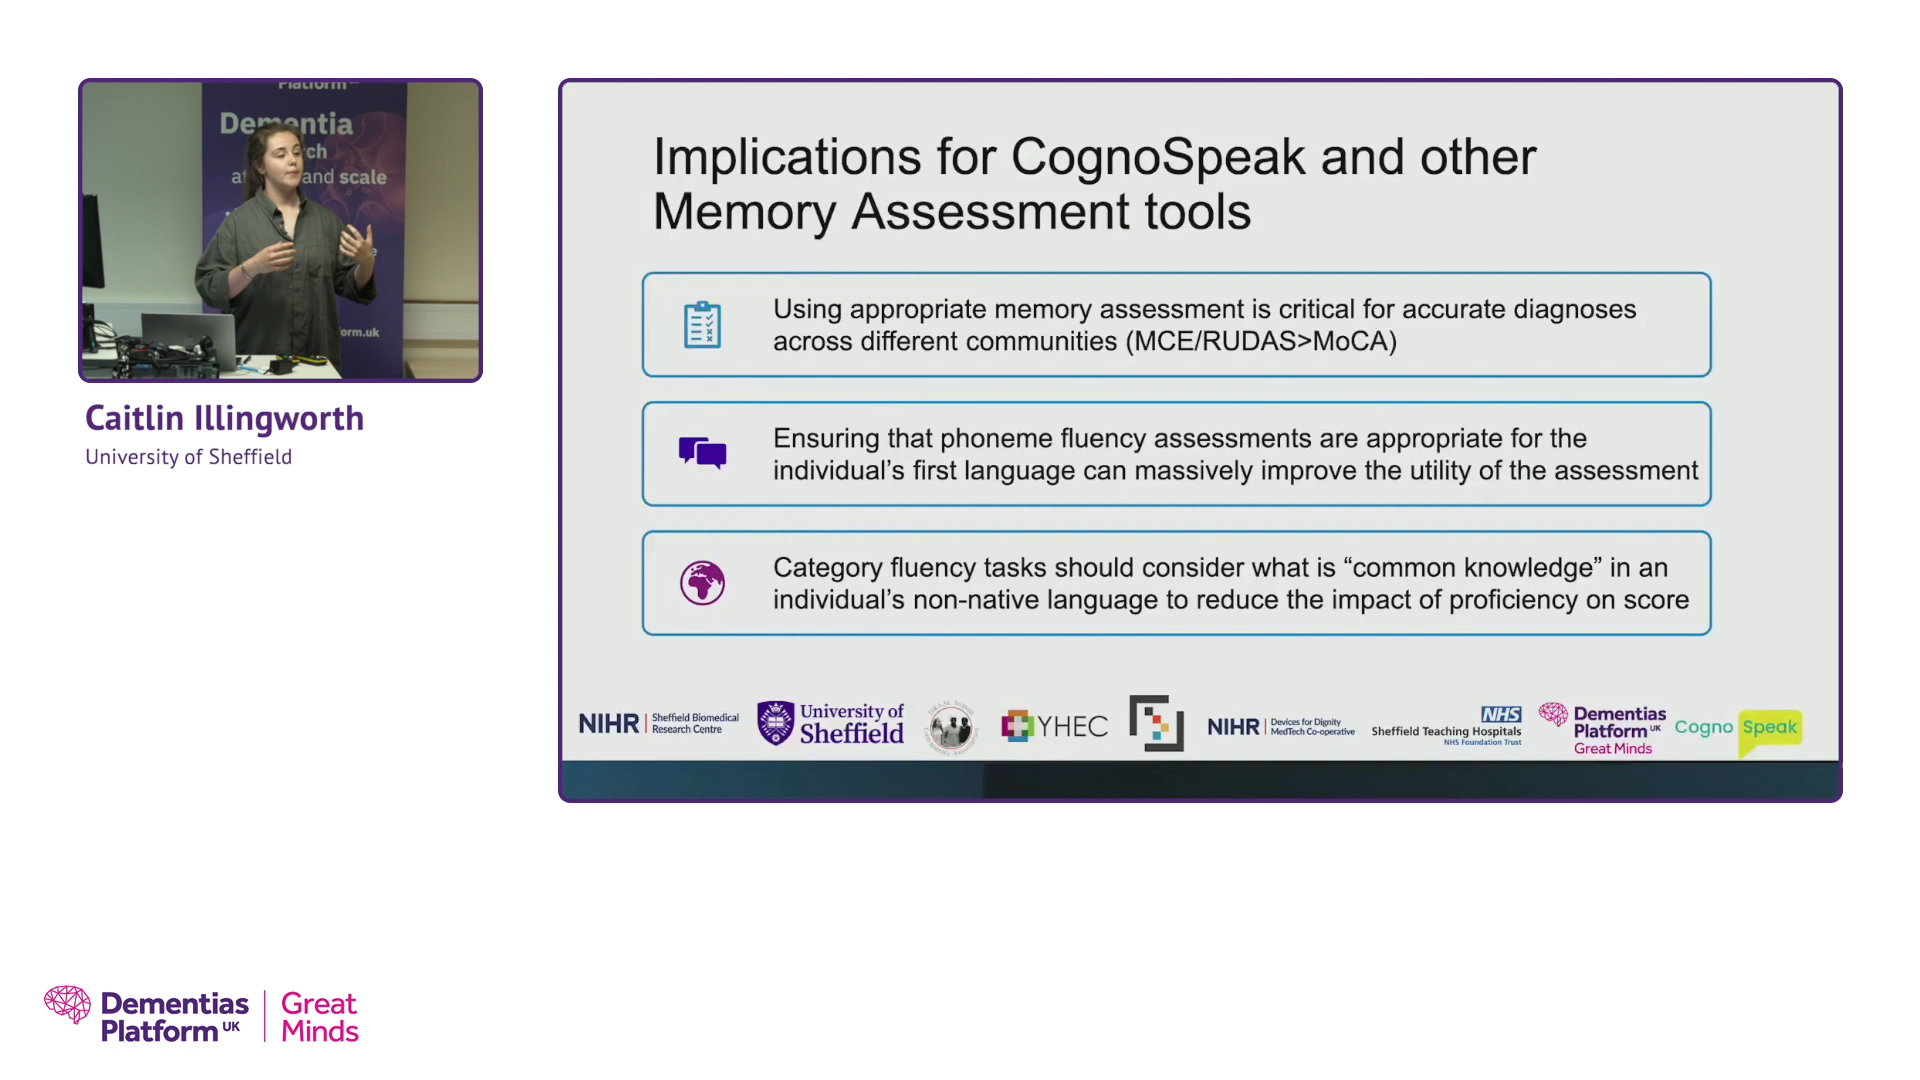 Platform
Dementia
ch
at
and scale
e
orm.uk
Caitlin Illingworth
University of Sheffield
Implications for CognoSpeak and other
Memory Assessment tools
Using appropriate memory assessment is critical for accurate diagnoses
across different communities (MCE/RUDAS>MoCA)
Ensuring that phoneme fluency assessments are appropriate for the
individual's first language can massively improve the utility of the assessment
Category fluency tasks should consider what is “common knowledge” in an
individual's non-native language to reduce the impact of proficiency on score
NIHR | Sheffield Biomedical
Research Centre
University of
Sheffield
YHEC
NIHR | Devices for Dignity
MedTech Co-operative
NHS
Sheffield Teaching Hospitals
NHS Foundation Trust
Dementias
Platform UK
Great Minds
Cogno Speak
Dementias
Platform UK
Great
Minds